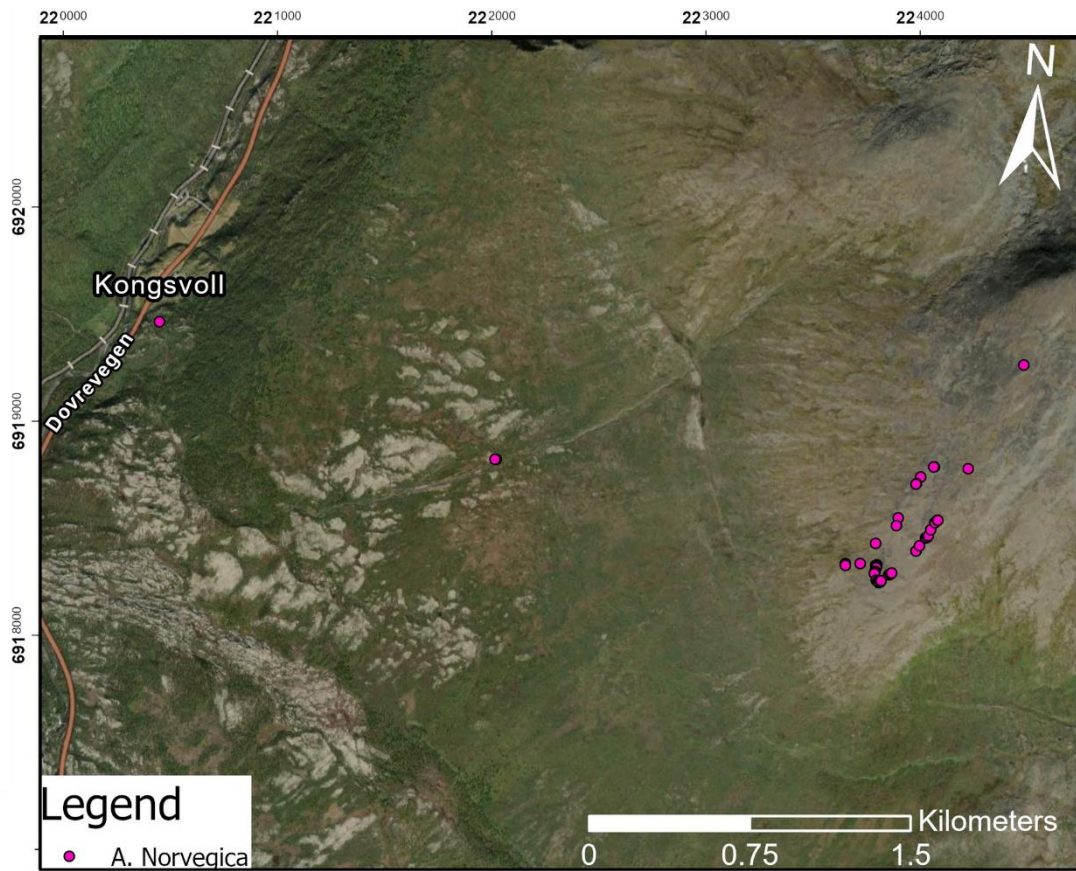 220000 221000 222000 223000 224000
N
6920000
Kongsvoll
Dovrevegen
6919000
6918000
Legend
A. Norvegica
Kilometers
0 0.75 1.5